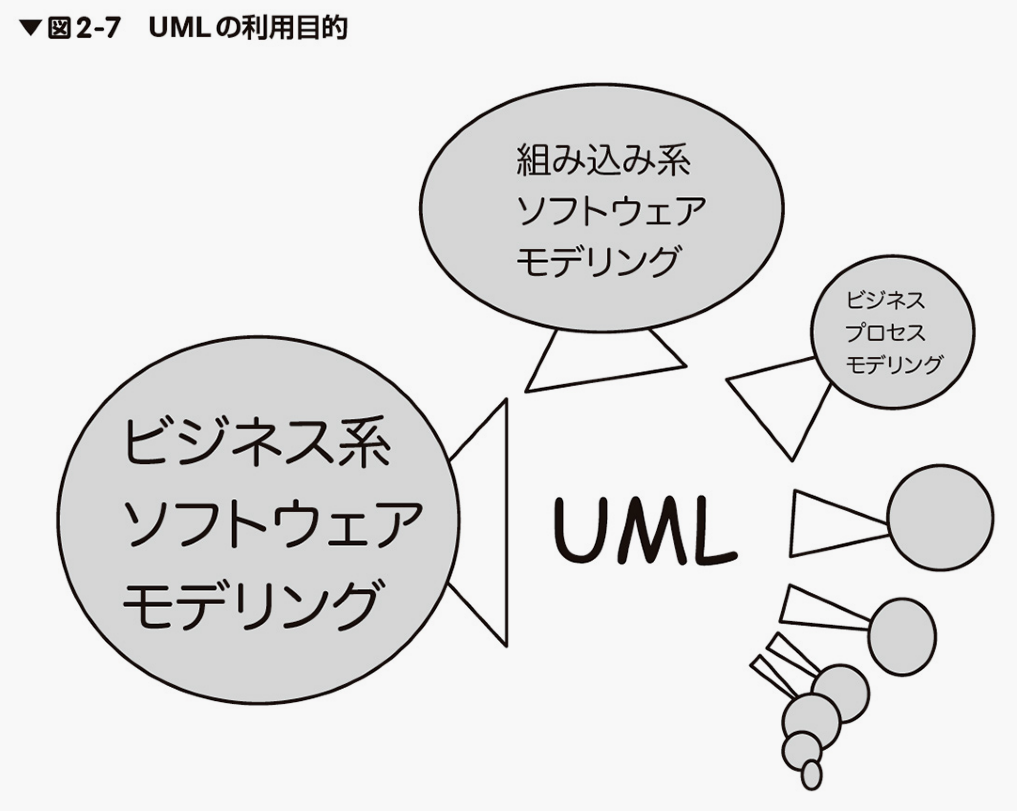 ▼図2-7 UMLの利用目的
組み込み系
ソフトウェア
モデリング
ビジネス
プロセス
モデリング
ビジネス系
ソフトウェア
モデリング
UML